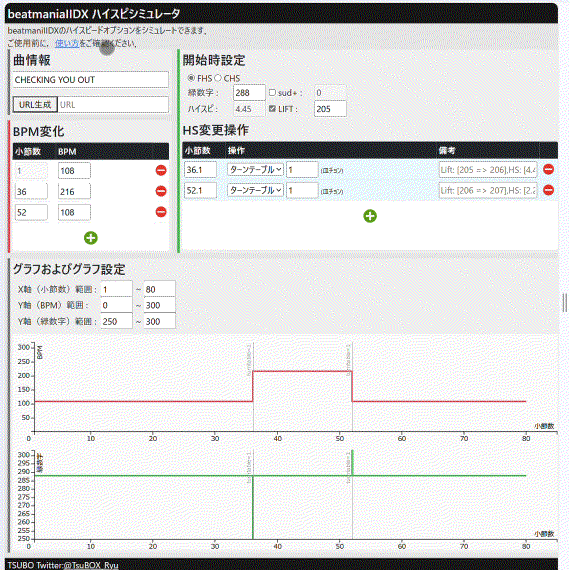 beatmaniaIIDX ハイスピシミュレータ
beatmaniaIIDXのハイスピードオプションをシミュレートできます。
ご使用前に、使い方をご確認ください。
曲情報
CHECKING YOU OUT
URL生成 URL
開始時設定
FHS CHS
緑数字： 288 sud+： 0
ハイスピ： 4.45 LIFT： 205
BPM変化
小節数 BPM
1 108
36 216
52 108
HS変更操作
小節数 操作 備考
36.1 ターンテーブル 1 Lift: [205 => 206],HS: [4.
52.1 ターンテーブル 1 Lift: [206 => 207],HS: [2.
グラフおよびグラフ設定
X軸（小節数）範囲： 1 ~ 80
Y軸（BPM）範囲： 0 ~ 300
Y軸（緑数字）範囲： 250 ~ 300
BPM
300
250
200
150
100
50
0 10 20 30 40 50 60 70 80
小節数
緑数字
300
295
290
285
280
275
270
265
260
255
250
0 10 20 30 40 50 60 70 80
小節数
TSUBO Twitter:@TsuBOX_Ryu